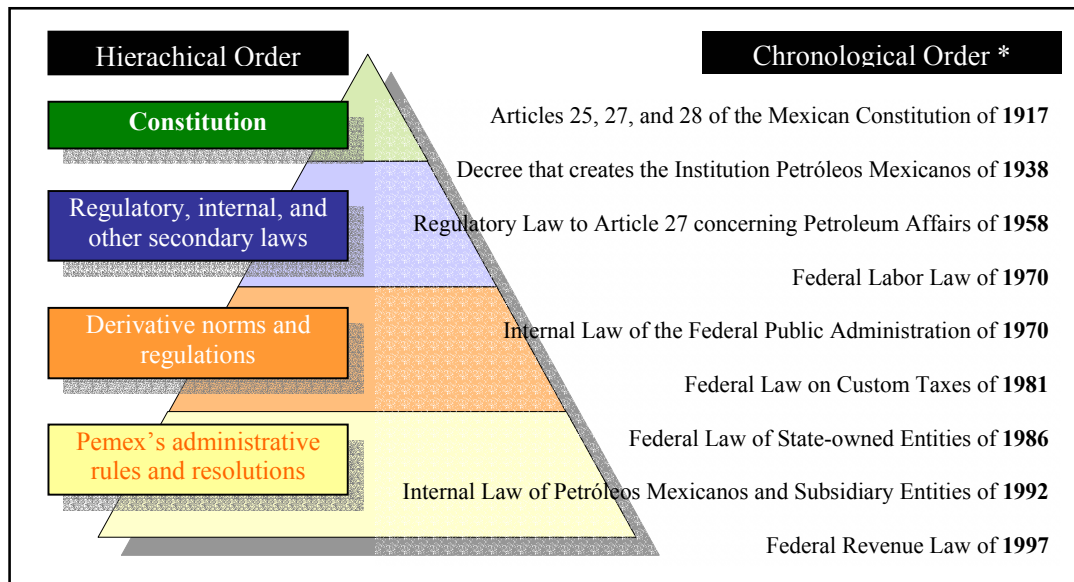 Hierachical Order
Constitution
Regulatory, internal, and
other secondary laws
Derivative norms and
regulations
Pemex’s administrative
rules and resolutions
Chronological Order *
Articles 25, 27, and 28 of the Mexican Constitution of 1917
Decree that creates the Institution Petróleos Mexicanos of 1938
Regulatory Law to Article 27 concerning Petroleum Affairs of 1958
Federal Labor Law of 1970
Internal Law of the Federal Public Administration of 1970
Federal Law on Custom Taxes of 1981
Federal Law of State-owned Entities of 1986
Internal Law of Petróleos Mexicanos and Subsidiary Entities of 1992
Federal Revenue Law of 1997